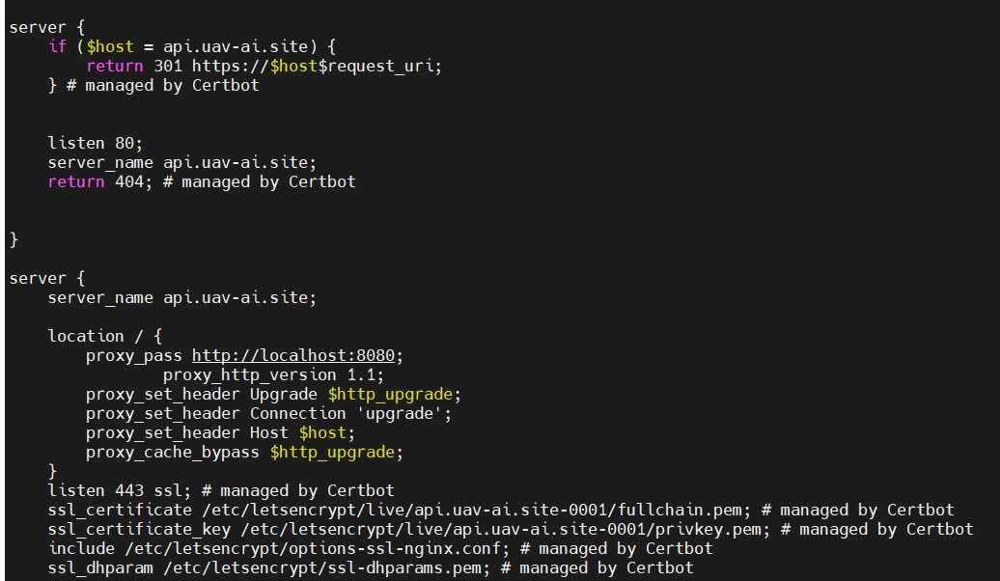 server {
    if ($host = api.uav-ai.site) {
        return 301 https://$host$request_uri;
    } # managed by Certbot
    listen 80;
    server_name api.uav-ai.site;
    return 404; # managed by Certbot
}
server {
    server_name api.uav-ai.site;
    location / {
        proxy_pass http://localhost:8080;
                proxy_http_version 1.1;
        proxy_set_header Upgrade $http_upgrade;
        proxy_set_header Connection 'upgrade';
        proxy_set_header Host $host;
        proxy_cache_bypass $http_upgrade;
    }
    listen 443 ssl; # managed by Certbot
    ssl_certificate /etc/letsencrypt/live/api.uav-ai.site-0001/fullchain.pem; # managed by Certbot
    ssl_certificate_key /etc/letsencrypt/live/api.uav-ai.site-0001/privkey.pem; # managed by Certbot
    include /etc/letsencrypt/options-ssl-nginx.conf; # managed by Certbot
    ssl_dhparam /etc/letsencrypt/ssl-dhparams.pem; # managed by Certbot